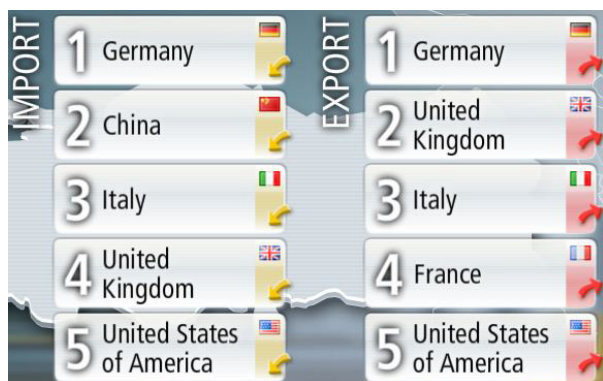 IMPORT
1 Germany
2 China
3 Italy
4 United
Kingdom
5 United States
of America
EXPORT
1 Germany
2 United
Kingdom
3 Italy
4 France
5 United States
of America